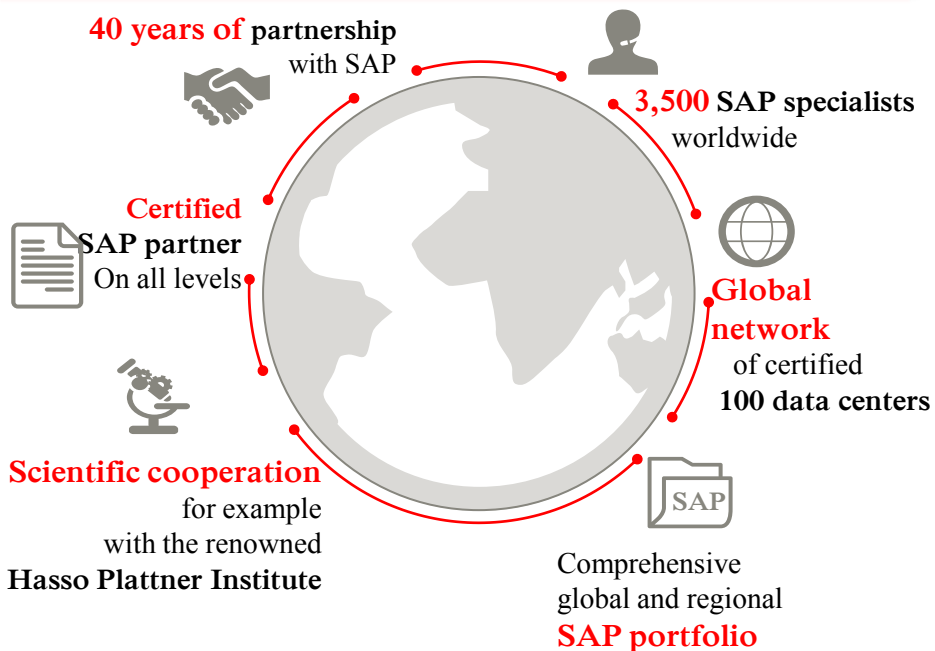 40 years of partnership
with SAP
3,500 SAP specialists
worldwide
Certified
SAP partner
On all levels
Global
network
of certified
100 data centers
Scientific cooperation
for example
with the renowned
Hasso Plattner Institute
SAP
Comprehensive
global and regional
SAP portfolio